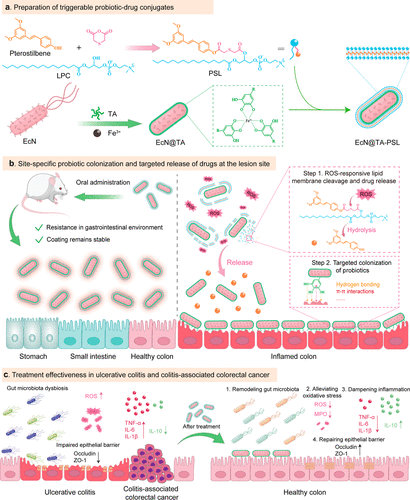 a. Preparation of triggerable probiotic-drug conjugates
Pterostilbene
LPC
PSL
EcN
TA
Fe²⁺
EcN@TA
EcN@TA-PSL
b. Site-specific probiotic colonization and targeted release of drugs at the lesion site
Oral administration
Resistance in gastrointestinal environment
Coating remains stable
Stomach
Small intestine
Healthy colon
ROS
ROS
ROS
Release
Inflamed colon
Step 1. ROS-responsive lipid
membrane cleavage and drug release
ROS
Hydrolysis
Step 2. Targeted colonization
of probiotics
Hydrogen bonding
π-π interactions
......
c. Treatment effectiveness in ulcerative colitis and colitis-associated colorectal cancer
Gut microbiota dysbiosis
ROS
TNF-α
IL-6
IL-1β
IL-10
Impaired epithelial barrier
Occludin
ZO-1
Ulcerative colitis
Colitis-associated
colorectal cancer
After treatment
1. Remodeling gut microbiota
2. Alleviating
oxidative stress
ROS
MPO
3. Dampening inflammation
TNF-α
IL-6
IL-1β
IL-10
4. Repairing epithelial barrier
Occludin
ZO-1
Healthy colon